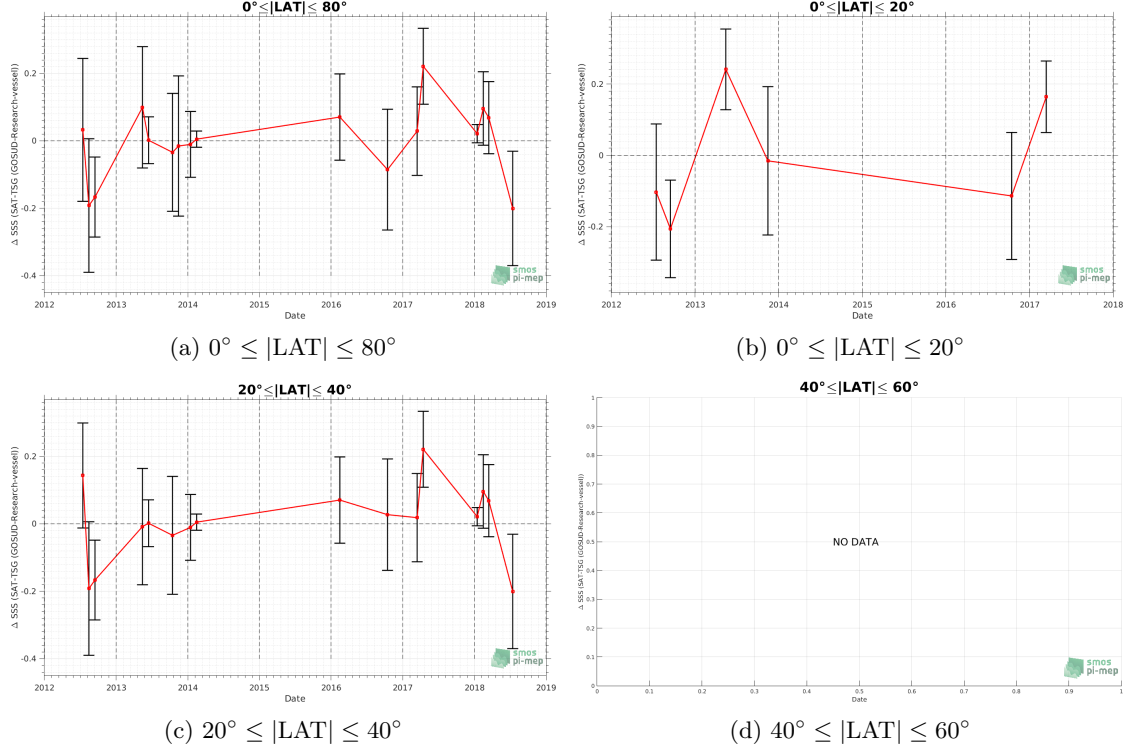 0°≤|LAT|≤ 80°
Δ SSS (SAT-TSG (GOSUD-Research-vessel))
0.2
0
-0.2
-0.4
2012 2013 2014 2015 2016 2017 2018 2019
Date
smos
pi-mep
(a) 0° ≤ |LAT| ≤ 80°
0°≤|LAT|≤ 20°
Δ SSS (SAT-TSG (GOSUD-Research-vessel))
0.2
0
-0.2
2012 2013 2014 2015 2016 2017 2018
Date
smos
pi-mep
(b) 0° ≤ |LAT| ≤ 20°
20°≤|LAT|≤ 40°
Δ SSS (SAT-TSG (GOSUD-Research-vessel))
0.2
0
-0.2
-0.4
2012 2013 2014 2015 2016 2017 2018 2019
Date
smos
pi-mep
(c) 20° ≤ |LAT| ≤ 40°
40°≤|LAT|≤ 60°
Δ SSS (SAT-TSG (GOSUD-Research-vessel))
1
0.9
0.8
0.7
0.6
0.5
0.4
0.3
0.2
0.1
0
NO DATA
0 0.1 0.2 0.3 0.4 0.5 0.6 0.7 0.8 0.9 1
Date
smos
pi-mep
(d) 40° ≤ |LAT| ≤ 60°